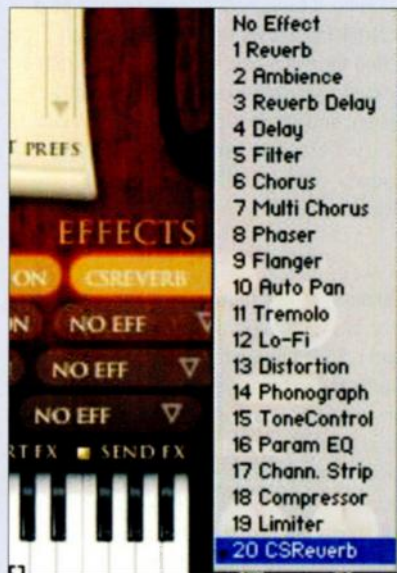 T PREFS
EFFECTS
ON CSREVERB
ON NO EFF
NO EFF
NO EFF
RT FX SEND FX
No Effect
1 Reverb
2 Ambience
3 Reverb Delay
4 Delay
5 Filter
6 Chorus
7 Multi Chorus
8 Phaser
9 Flanger
10 Auto Pan
11 Tremolo
12 Lo-Fi
13 Distortion
14 Phonograph
15 ToneControl
16 Param EQ
17 Chann. Strip
18 Compressor
19 Limiter
20 CSReverb